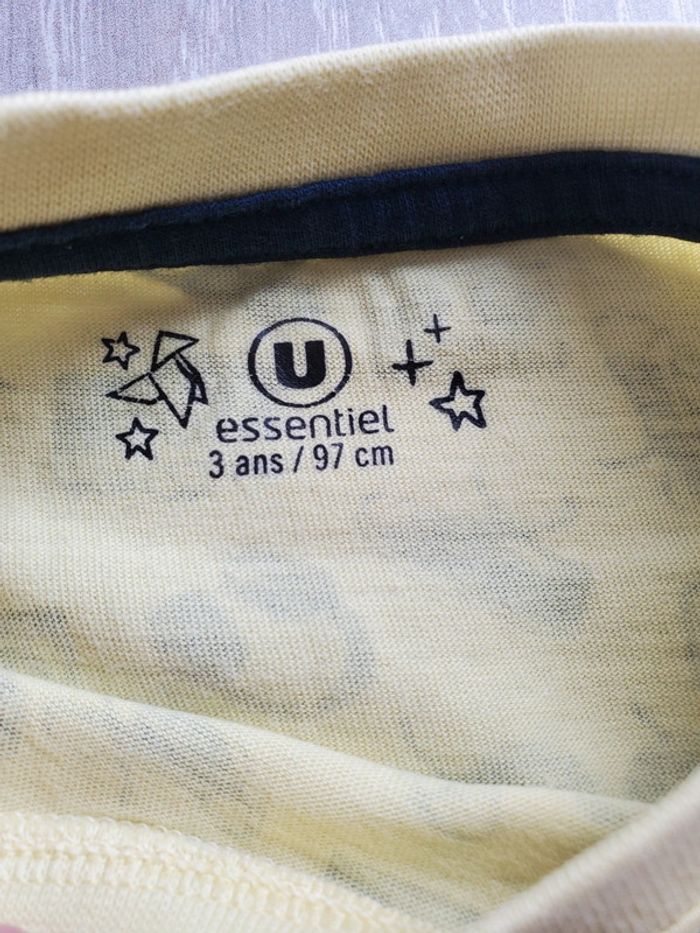 U
essentiel
3 ans / 97 cm